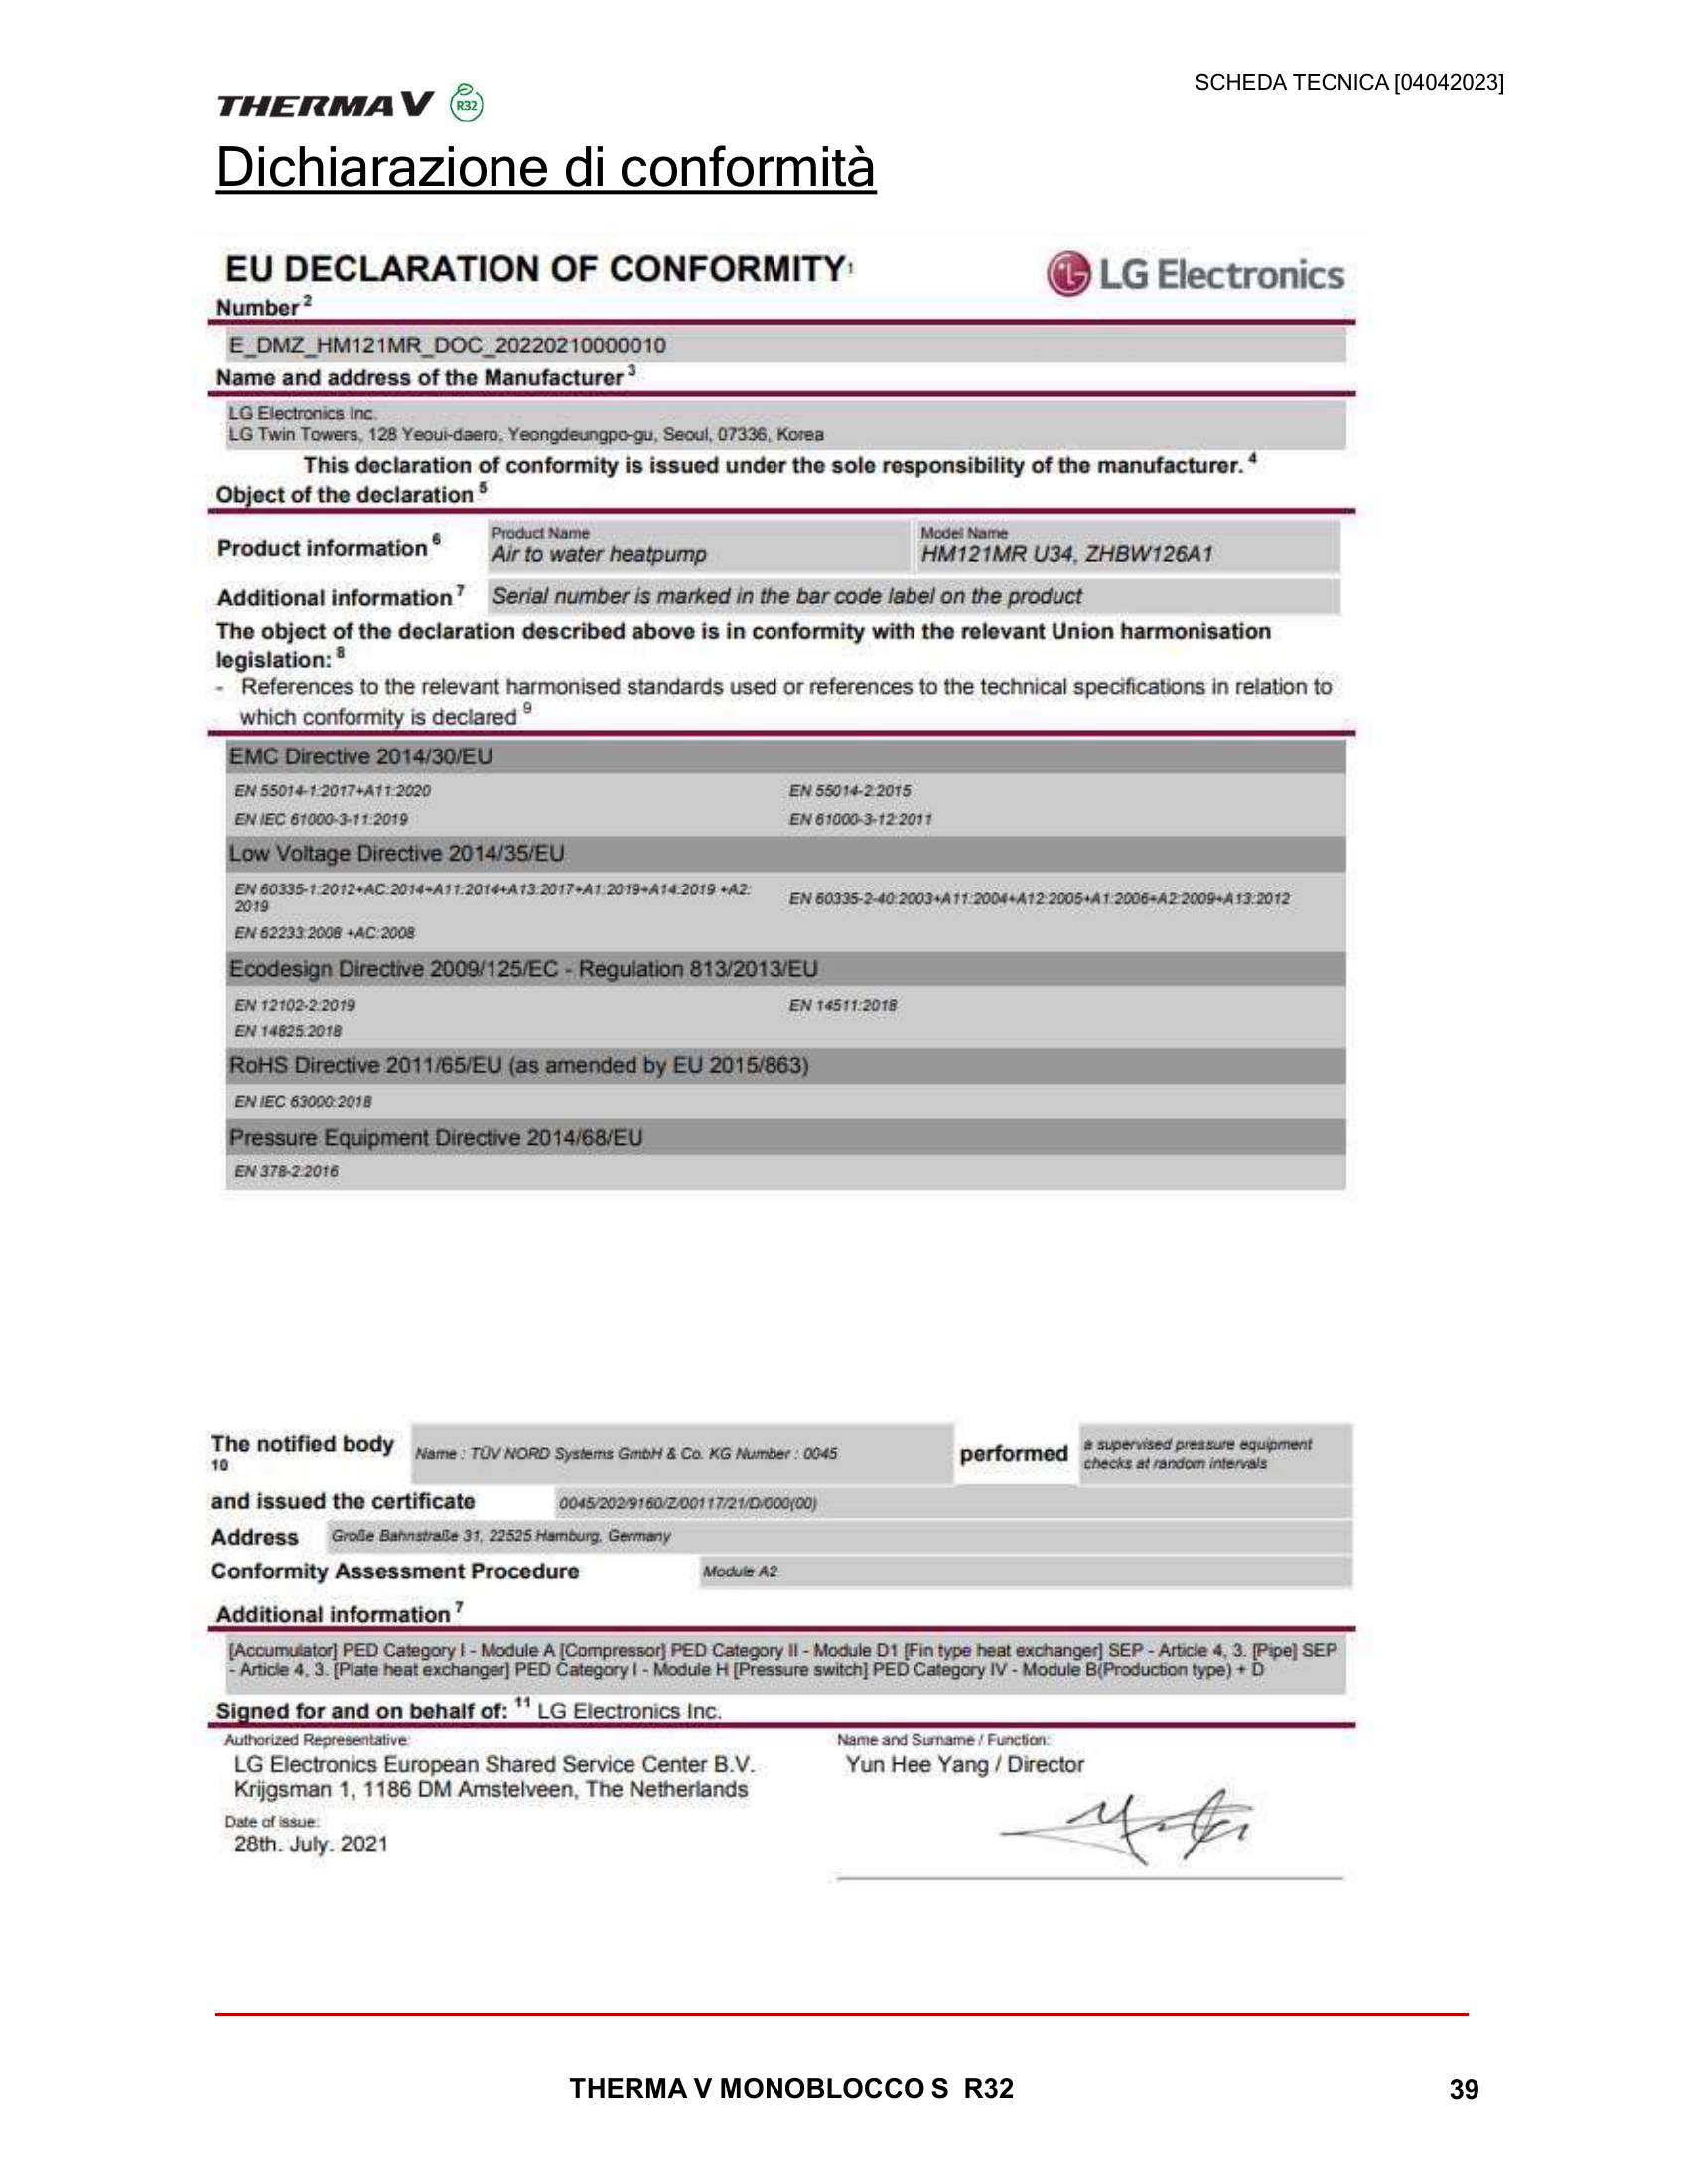 SCHEDA TECNICA [04042023]
THERMA V R32
Dichiarazione di conformità
EU DECLARATION OF CONFORMITY 1
LG Electronics
Number 2
E_DMZ_HM121MR_DOC_20220210000010
Name and address of the Manufacturer 3
LG Electronics Inc.
LG Twin Towers, 128 Yeoui-daero, Yeongdeungpo-gu, Seoul, 07336, Korea
This declaration of conformity is issued under the sole responsibility of the manufacturer. 4
Object of the declaration 5
Product information 6
Product Name
Air to water heatpump
Model Name
HM121MR U34, ZHBW126A1
Additional information 7 Serial number is marked in the bar code label on the product
The object of the declaration described above is in conformity with the relevant Union harmonisation
legislation: 8
- References to the relevant harmonised standards used or references to the technical specifications in relation to
which conformity is declared 9
EMC Directive 2014/30/EU
EN 55014-1:2017+A11:2020 EN 55014-2:2015
EN IEC 61000-3-11:2019 EN 61000-3-12:2011
Low Voltage Directive 2014/35/EU
EN 60335-1:2012+AC:2014+A11:2014+A13:2017+A1:2019+A14:2019 +A2:
2019
EN 60335-2-40:2003+A11:2004+A12:2005+A1:2006+A2:2009+A13:2012
EN 62233:2008 +AC:2008
Ecodesign Directive 2009/125/EC - Regulation 813/2013/EU
EN 12102-2:2019 EN 14511:2018
EN 14825:2018
RoHS Directive 2011/65/EU (as amended by EU 2015/863)
EN IEC 63000:2018
Pressure Equipment Directive 2014/68/EU
EN 378-2:2016
The notified body
10
Name : TÜV NORD Systems GmbH & Co. KG Number : 0045
performed
a supervised pressure equipment
checks at random intervals
and issued the certificate 0045/202/9160/Z/00117/21/D/000(00)
Address Große Bahnstraße 31, 22525 Hamburg, Germany
Conformity Assessment Procedure Module A2
Additional information 7
[Accumulator] PED Category I - Module A [Compressor] PED Category II - Module D1 [Fin type heat exchanger] SEP - Article 4, 3. [Pipe] SEP
- Article 4, 3. [Plate heat exchanger] PED Category I - Module H [Pressure switch] PED Category IV - Module B(Production type) + D
Signed for and on behalf of: 11 LG Electronics Inc.
Authorized Representative:
LG Electronics European Shared Service Center B.V.
Krijgsman 1, 1186 DM Amstelveen, The Netherlands
Name and Surname / Function:
Yun Hee Yang / Director
Date of issue:
28th. July. 2021
THERMA V MONOBLOCCO S R32
39